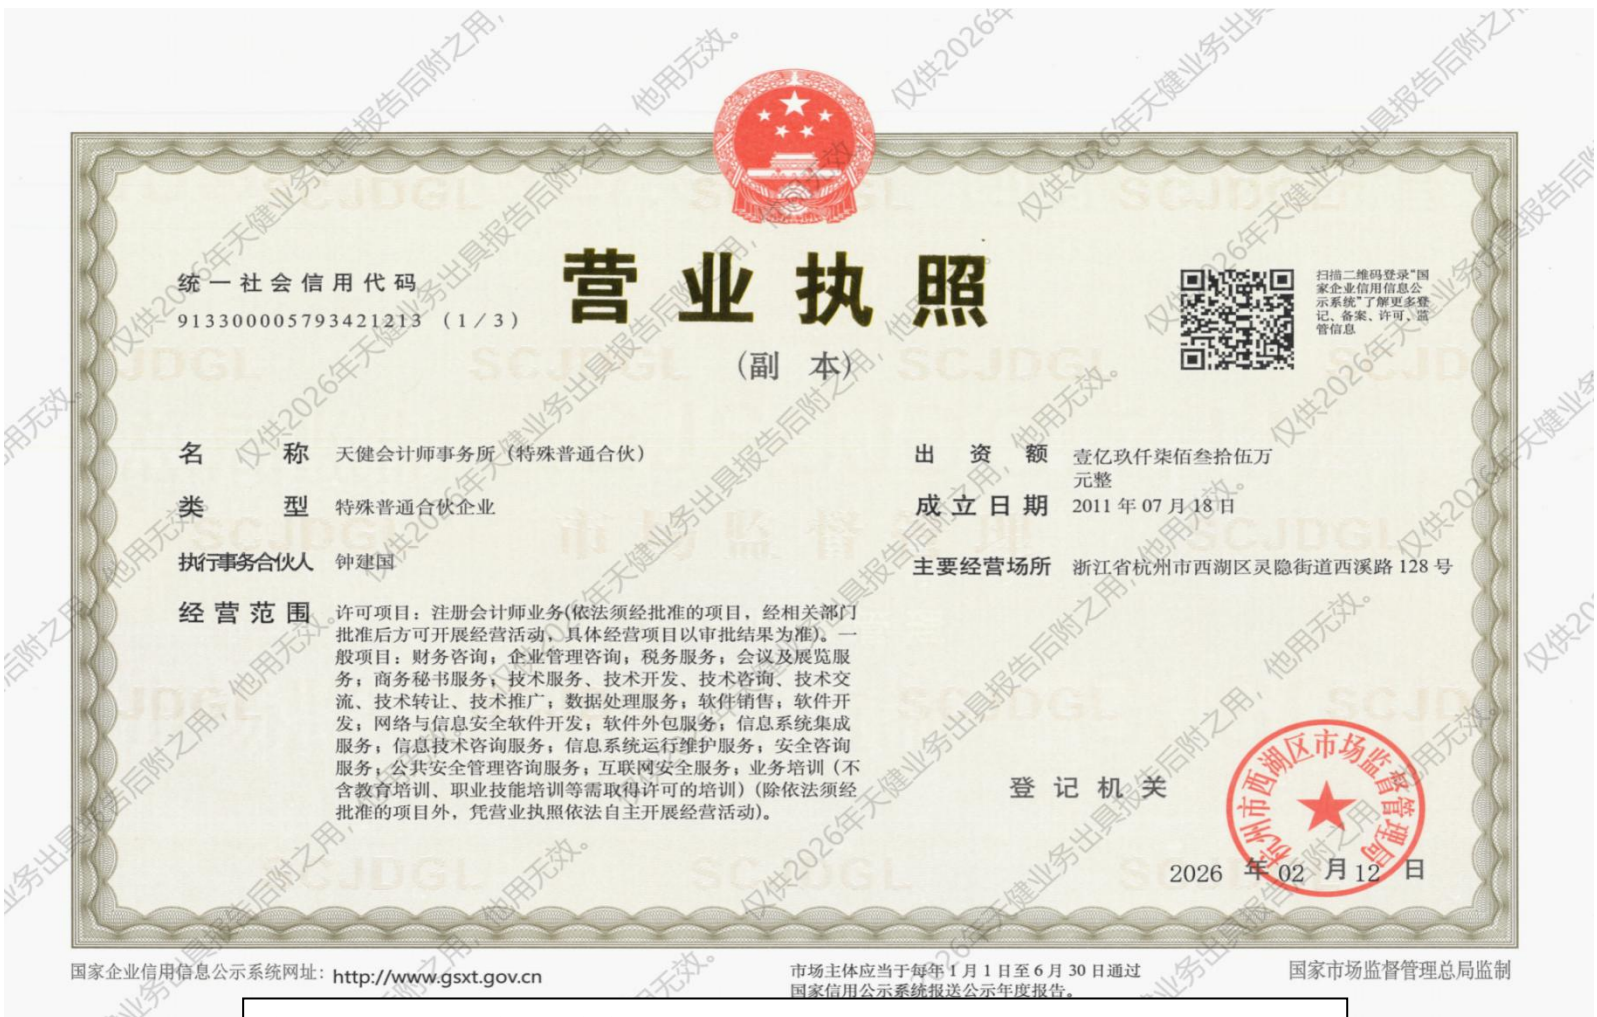 营业执照
（副 本）
统一社会信用代码
913300005793421213 （1/3）
扫描二维码登录“国
家企业信用信息公
示系统”了解更多登
记、备案、许可、监
管信息
名 称 天健会计师事务所（特殊普通合伙）
类 型 特殊普通合伙企业
执行事务合伙人 钟建国
经营范围 许可项目：注册会计师业务(依法须经批准的项目，经相关部门
批准后方可开展经营活动，具体经营项目以审批结果为准)。一
般项目：财务咨询；企业管理咨询；税务服务；会议及展览服
务；商务秘书服务；技术服务、技术开发、技术咨询、技术交
流、技术转让、技术推广；数据处理服务；软件销售；软件开
发；网络与信息安全软件开发；软件外包服务；信息系统集成
服务；信息技术咨询服务；信息系统运行维护服务；安全咨询
服务；公共安全管理咨询服务；互联网安全服务；业务培训（不
含教育培训、职业技能培训等需取得许可的培训）(除依法须经
批准的项目外，凭营业执照依法自主开展经营活动)。
出 资 额 壹亿玖仟柒佰叁拾伍万
元整
成立日期 2011 年 07 月 18 日
主要经营场所 浙江省杭州市西湖区灵隐街道西溪路 128 号
登 记 机 关
杭州市西湖区市场监督管理局
2026 年 02 月 12 日
国家企业信用信息公示系统网址： http://www.gsxt.gov.cn
市场主体应当于每年 1 月 1 日至 6 月 30 日通过
国家信用公示系统报送公示年度报告。
国家市场监督管理总局监制
仅供2026年天健业务出具报告后附之用，他用无效。
SCJDGL
市场监督管理